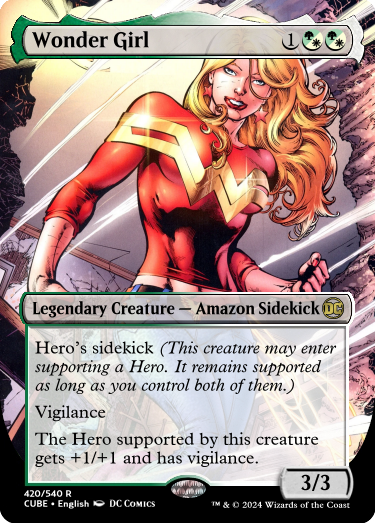 Wonder Girl 1
Legendary Creature — Amazon Sidekick DC
Hero's sidekick (This creature may enter
supporting a Hero. It remains supported
as long as you control both of them.)
Vigilance
The Hero supported by this creature
gets +1/+1 and has vigilance.
3/3
420/540 R
CUBE • English DC COMICS
™ & © 2024 Wizards of the Coast